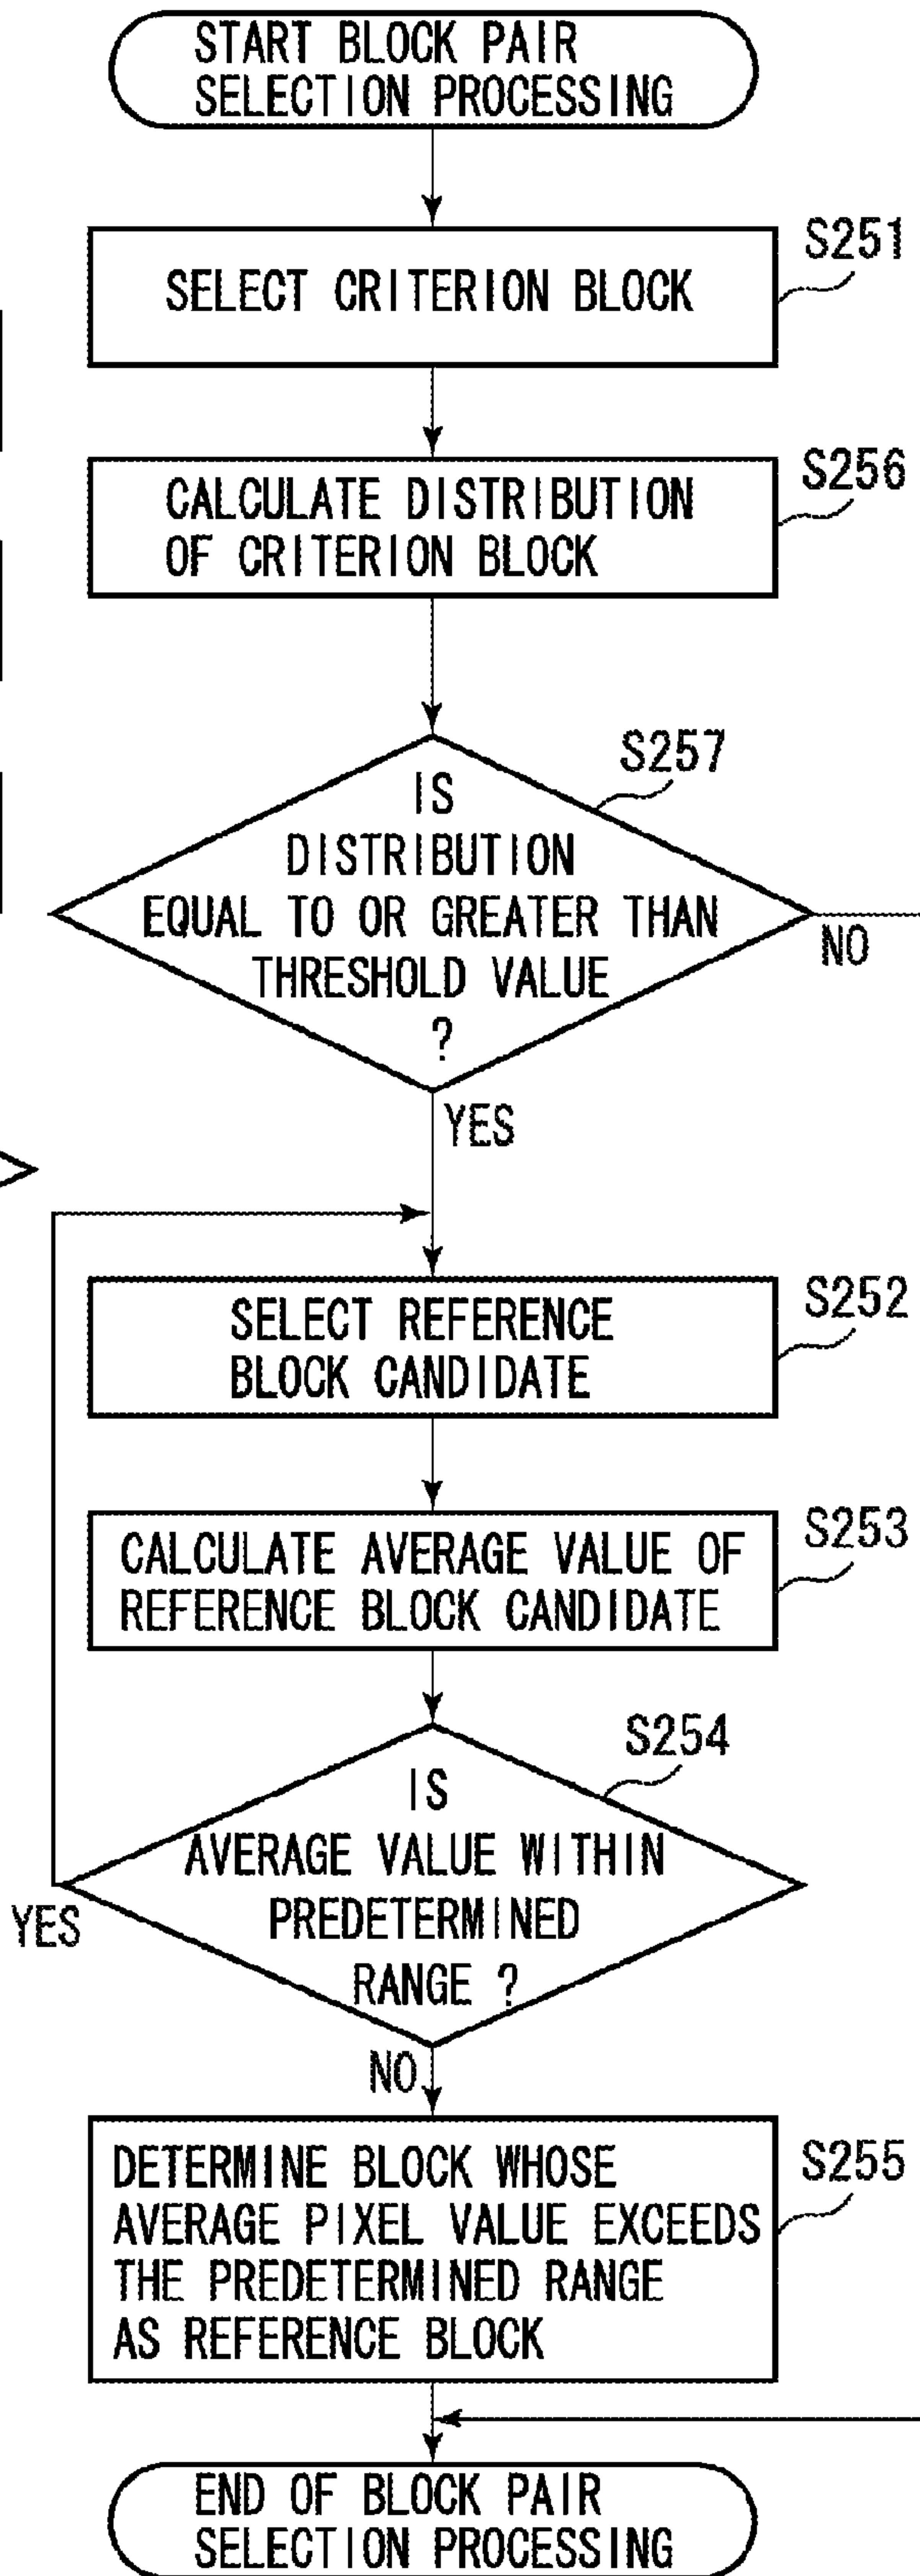 START BLOCK PAIR
SELECTION PROCESSING
SELECT CRITERION BLOCK
S251
CALCULATE DISTRIBUTION
OF CRITERION BLOCK
S256
S257
IS
DISTRIBUTION
EQUAL TO OR GREATER THAN
THRESHOLD VALUE
?
NO
YES
SELECT REFERENCE
BLOCK CANDIDATE
S252
CALCULATE AVERAGE VALUE OF
REFERENCE BLOCK CANDIDATE
S253
S254
IS
AVERAGE VALUE WITHIN
PREDETERMINED
RANGE ?
YES
NO
DETERMINE BLOCK WHOSE
AVERAGE PIXEL VALUE EXCEEDS
THE PREDETERMINED RANGE
AS REFERENCE BLOCK
S255
END OF BLOCK PAIR
SELECTION PROCESSING